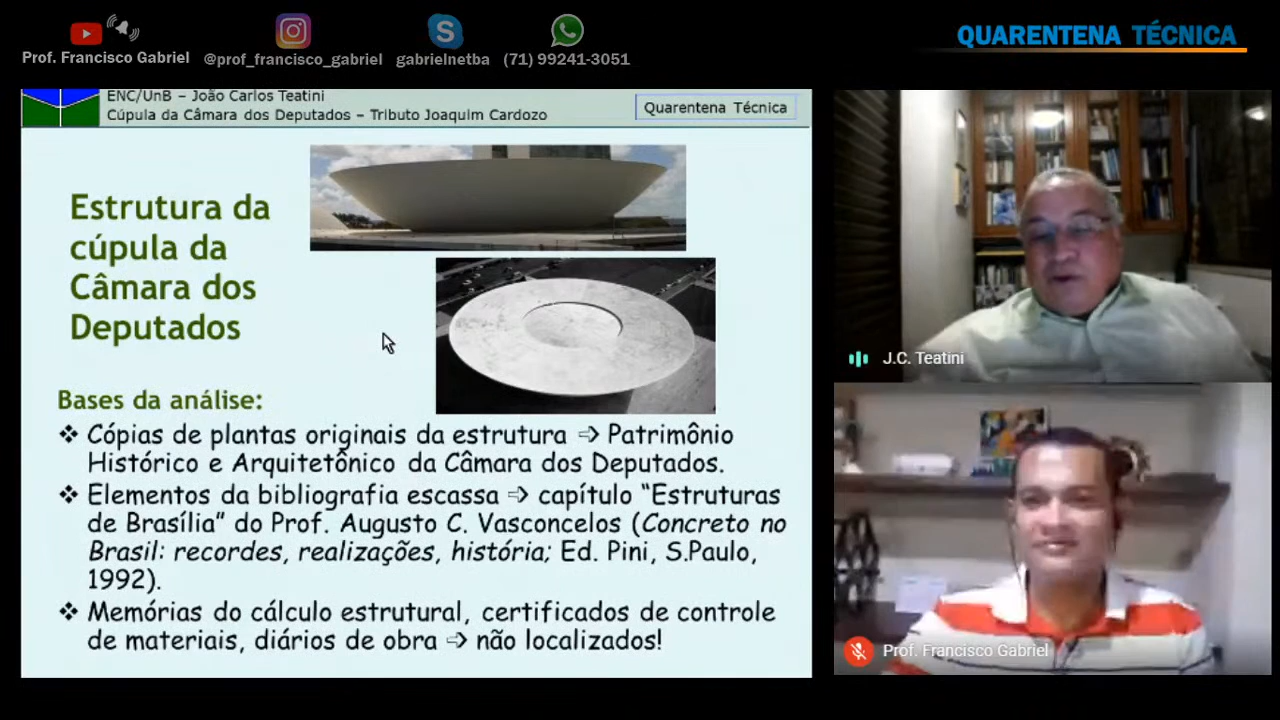 Prof. Francisco Gabriel
@prof_francisco_gabriel
gabrielnetba
(71) 99241-3051
QUARENTENA TÉCNICA
ENC/UnB – João Carlos Teatini
Cúpula da Câmara dos Deputados – Tributo Joaquim Cardozo
Quarentena Técnica
Estrutura da
cúpula da
Câmara dos
Deputados
Bases da análise:
❖ Cópias de plantas originais da estrutura ⇨ Patrimônio
Histórico e Arquitetônico da Câmara dos Deputados.
❖ Elementos da bibliografia escassa ⇨ capítulo “Estruturas
de Brasília” do Prof. Augusto C. Vasconcelos (Concreto no
Brasil: recordes, realizações, história; Ed. Pini, S.Paulo,
1992).
❖ Memórias do cálculo estrutural, certificados de controle
de materiais, diários de obra ⇨ não localizados!
J.C. Teatini
Prof. Francisco Gabriel